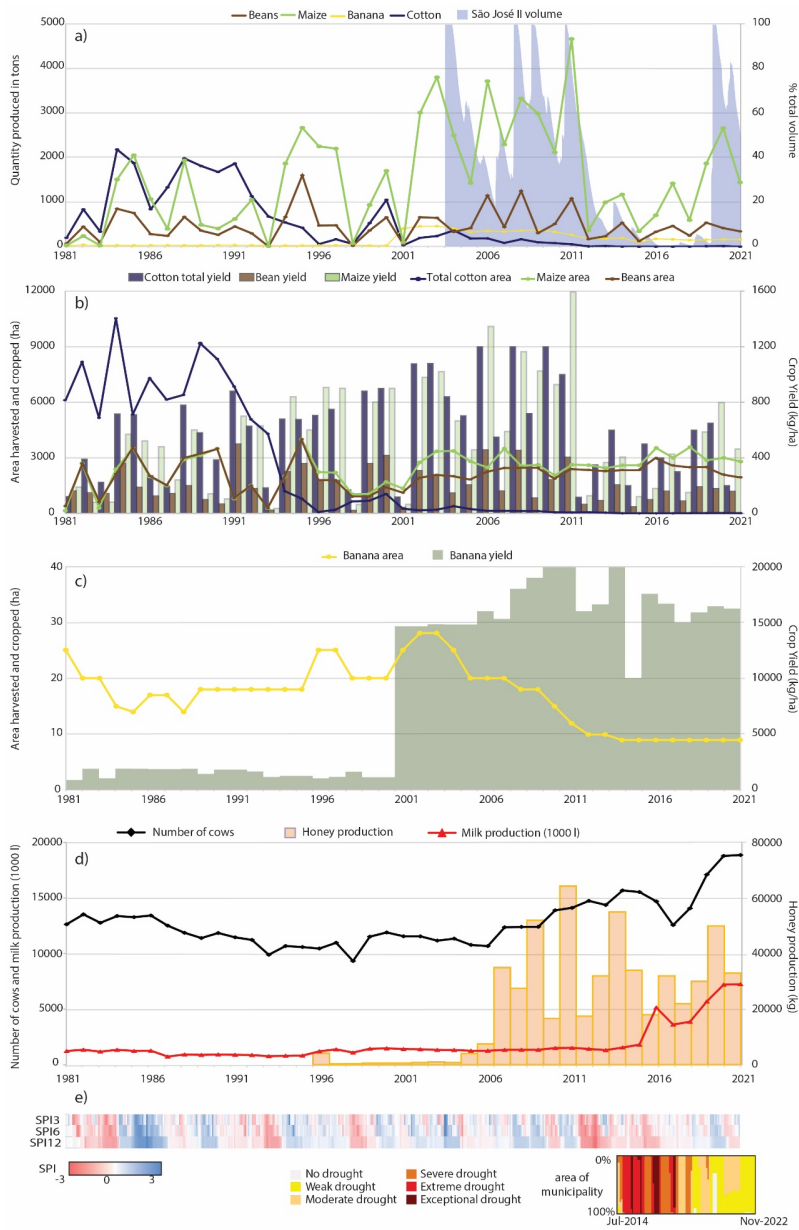 Beans Maize Banana Cotton São José II volume
a)
Quantity produced in tons
5000
4000
3000
2000
1000
0
% total volume
100
80
60
40
20
0
1981 1986 1991 1996 2001 2006 2011 2016 2021
Cotton total yield Bean yield Maize yield Total cotton area Maize area Beans area
b)
Area harvested and cropped (ha)
12000
9000
6000
3000
0
Crop Yield (kg/ha)
1600
1200
800
400
0
1981 1986 1991 1996 2001 2006 2011 2016 2021
Banana area Banana yield
c)
Area harvested and cropped (ha)
40
30
20
10
0
Crop Yield (kg/ha)
20000
15000
10000
5000
0
1981 1986 1991 1996 2001 2006 2011 2016 2021
Number of cows Honey production Milk production (1000 l)
d)
Number of cows and milk production (1000 l)
20000
15000
10000
5000
0
Honey production (kg)
80000
60000
40000
20000
0
1981 1986 1991 1996 2001 2006 2011 2016 2021
e)
SPI3
SPI6
SPI12
SPI
-3 0 3
No drought Severe drought
Weak drought Extreme drought
Moderate drought Exceptional drought
area of municipality
0%
100%
Jul-2014 Nov-2022